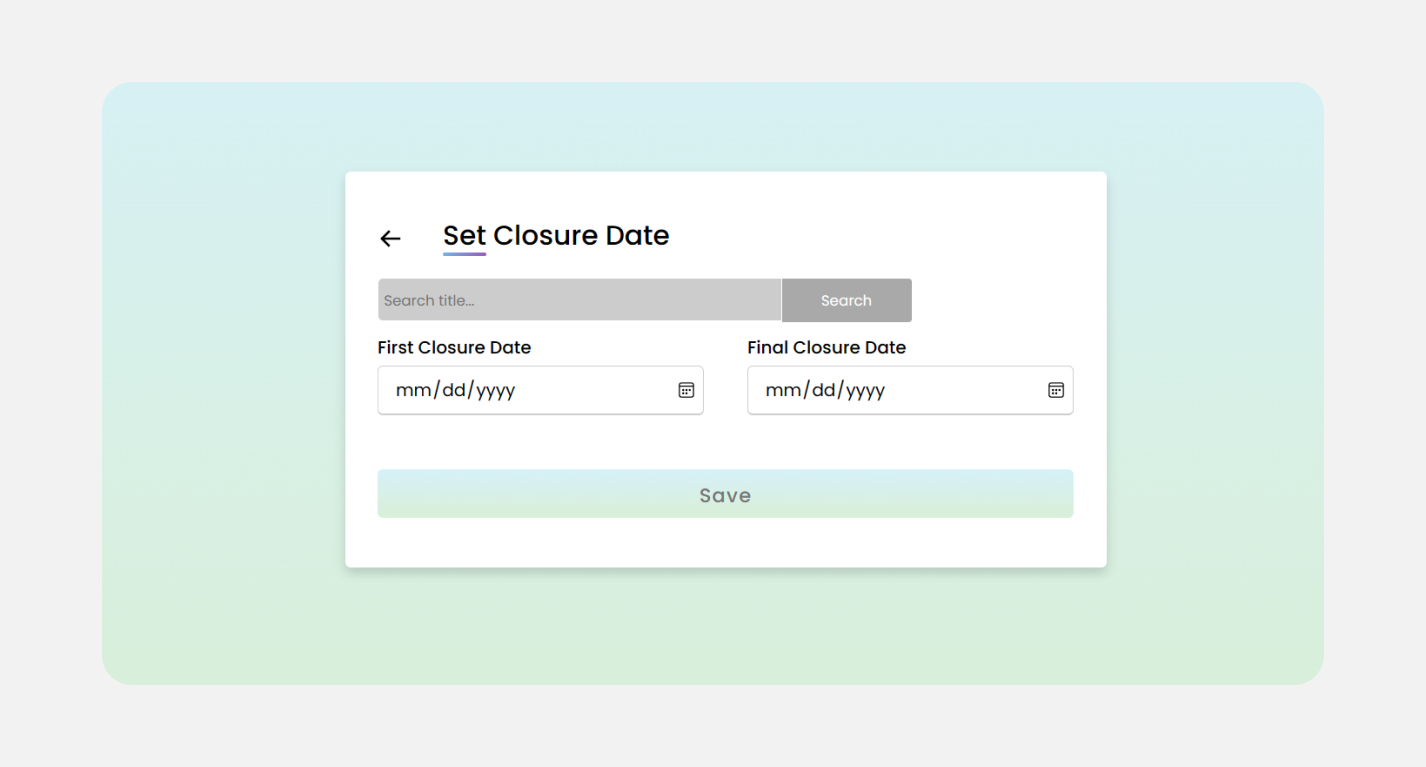 Set Closure Date
Search title...
Search
First Closure Date
Final Closure Date
mm/dd/yyyy
mm/dd/yyyy
Save